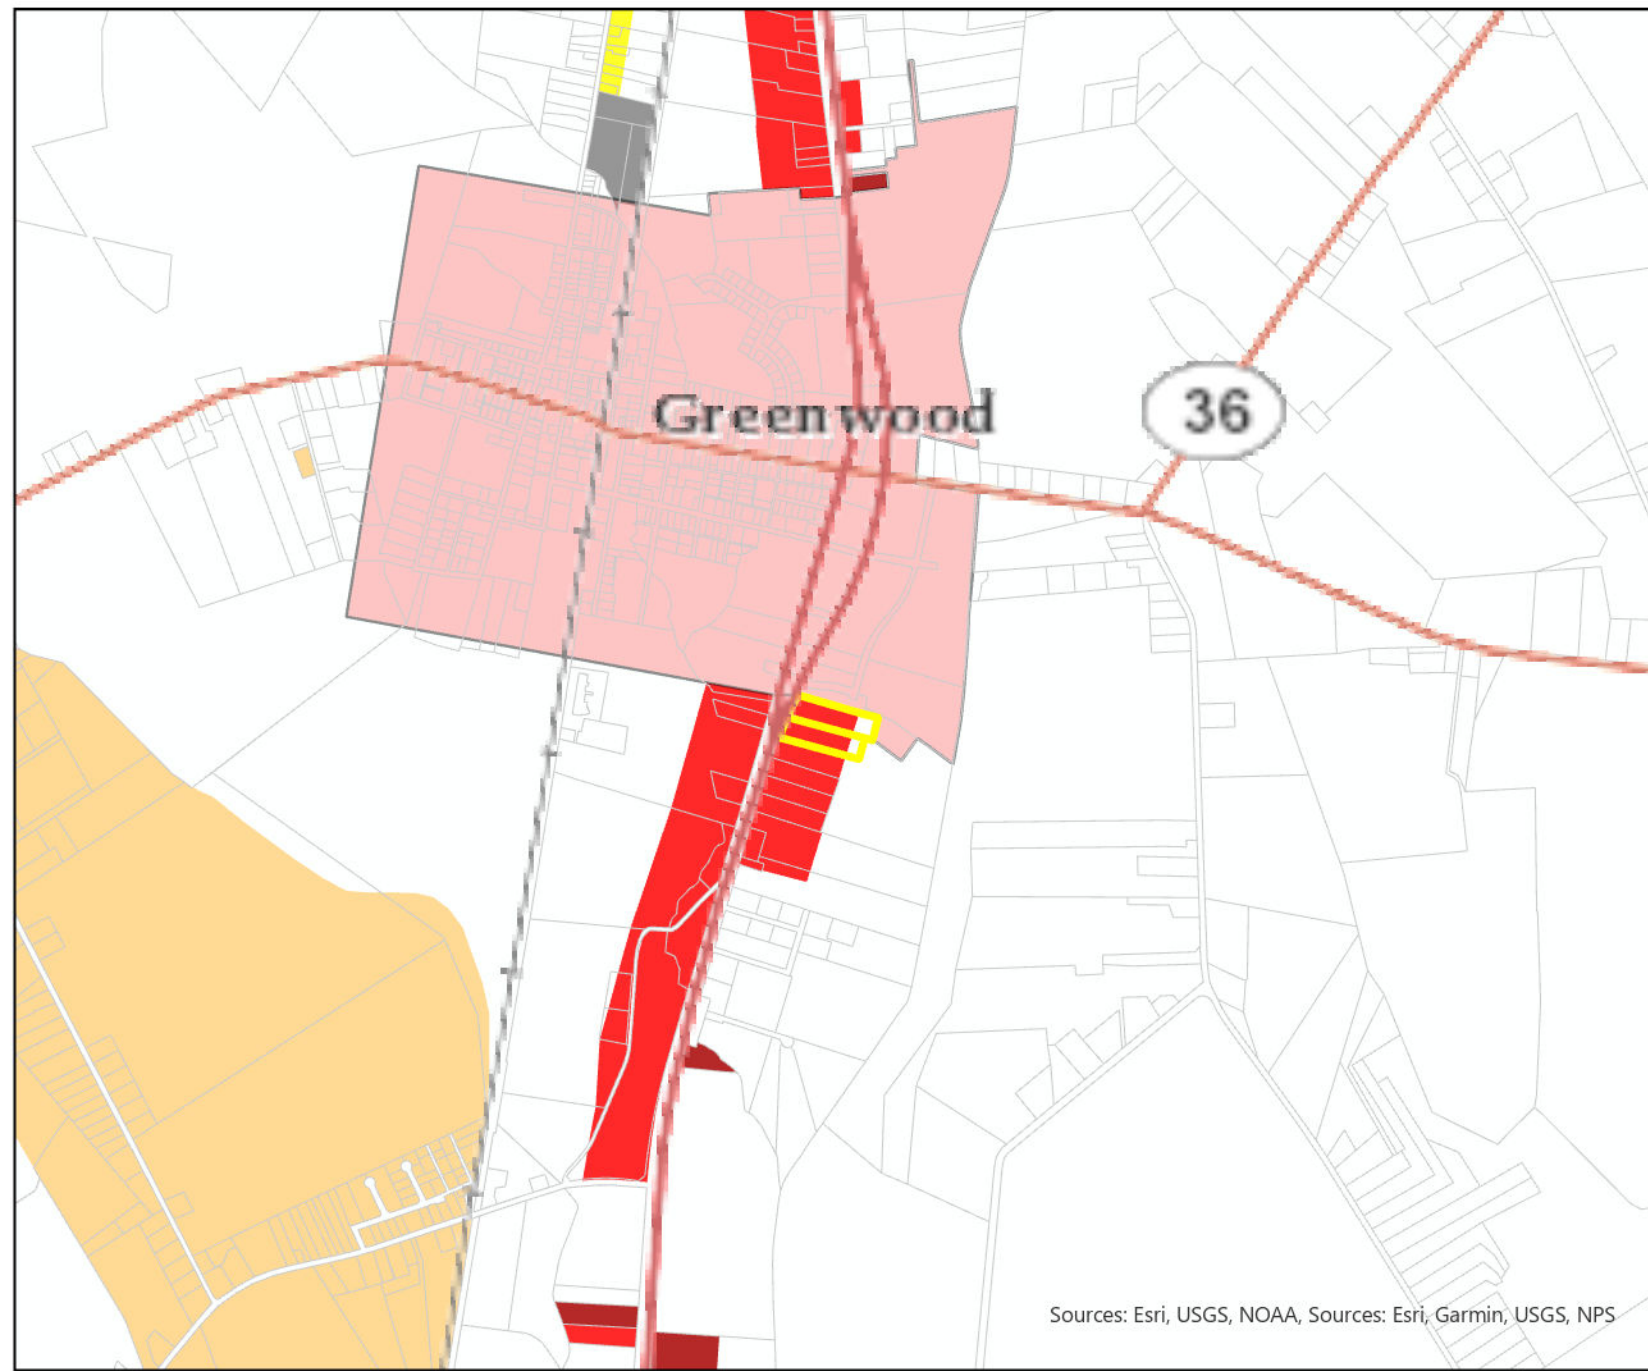 Greenwood
36
Sources: Esri, USGS, NOAA, Sources: Esri, Garmin, USGS, NPS